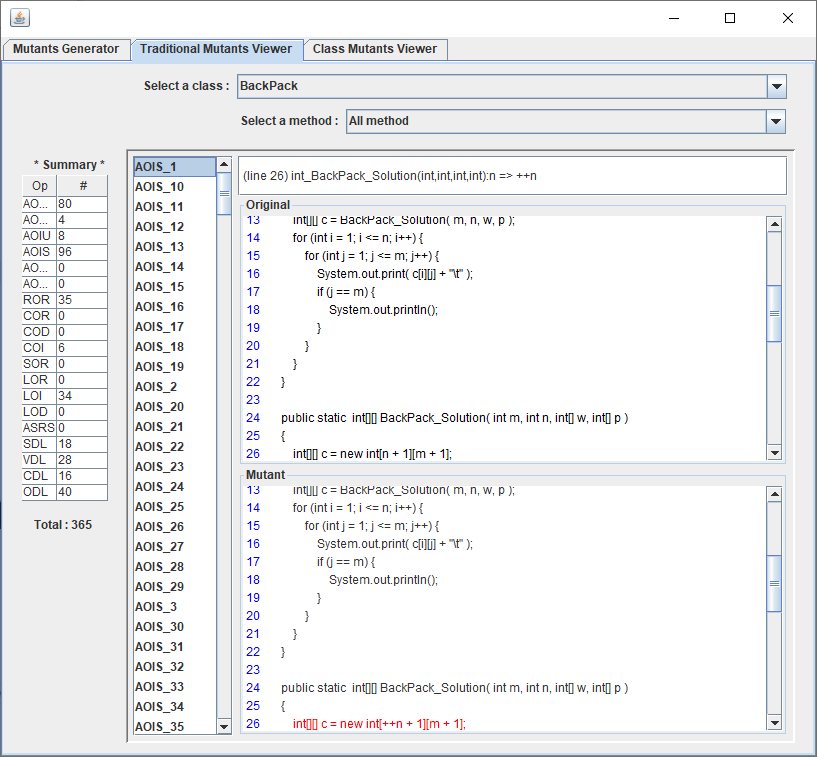 Mutants Generator Traditional Mutants Viewer Class Mutants Viewer
Select a class : BackPack
Select a method : All method
* Summary *
Op #
AO... 80
AO... 4
AOIU 8
AOIS 96
AO... 0
AO... 0
ROR 35
COR 0
COD 0
COI 6
SOR 0
LOR 0
LOI 34
LOD 0
ASRS 0
SDL 18
VDL 28
CDL 16
ODL 40
Total : 365
AOIS_1
AOIS_10
AOIS_11
AOIS_12
AOIS_13
AOIS_14
AOIS_15
AOIS_16
AOIS_17
AOIS_18
AOIS_19
AOIS_2
AOIS_20
AOIS_21
AOIS_22
AOIS_23
AOIS_24
AOIS_25
AOIS_26
AOIS_27
AOIS_28
AOIS_29
AOIS_3
AOIS_30
AOIS_31
AOIS_32
AOIS_33
AOIS_34
AOIS_35
(line 26) int_BackPack_Solution(int,int,int,int):n => ++n
Original
13 int[][] c = BackPack_Solution( m, n, w, p );
14 for (int i = 1; i <= n; i++) {
15 for (int j = 1; j <= m; j++) {
16 System.out.print( c[i][j] + "\t" );
17 if (j == m) {
18 System.out.println();
19 }
20 }
21 }
22 }
23
24 public static int[][] BackPack_Solution( int m, int n, int[] w, int[] p )
25 {
26 int[][] c = new int[n + 1][m + 1];
Mutant
13 int[][] c = BackPack_Solution( m, n, w, p );
14 for (int i = 1; i <= n; i++) {
15 for (int j = 1; j <= m; j++) {
16 System.out.print( c[i][j] + "\t" );
17 if (j == m) {
18 System.out.println();
19 }
20 }
21 }
22 }
23
24 public static int[][] BackPack_Solution( int m, int n, int[] w, int[] p )
25 {
26 int[][] c = new int[++n + 1][m + 1];